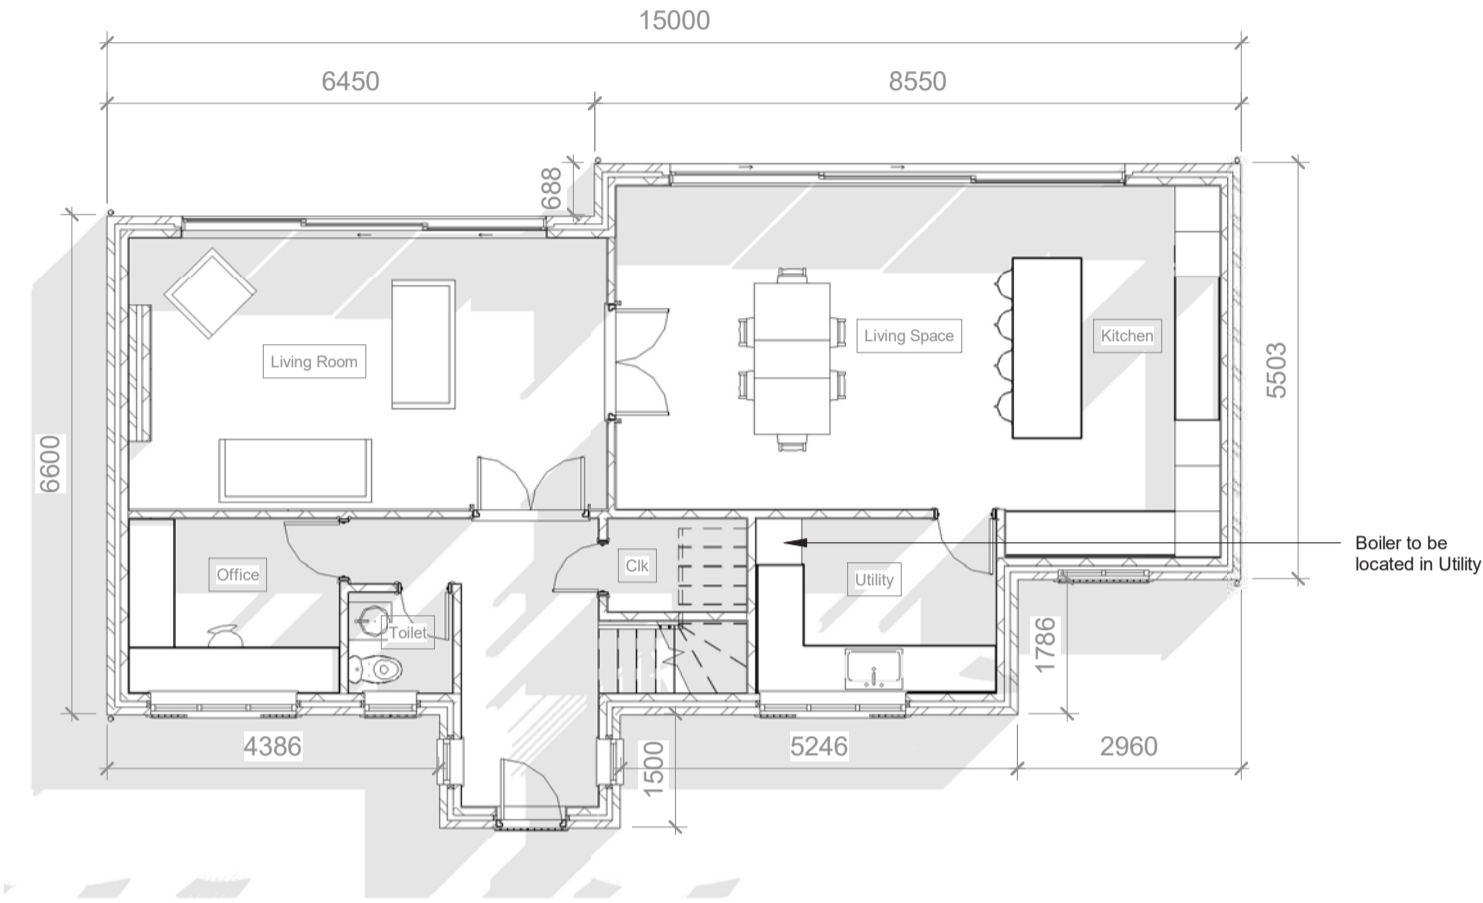 15000
6450
8550
688
Living Room
Living Space
Kitchen
6600
5503
Office
Clk
Utility
Toilet
Boiler to be
located in Utility
1786
4386
1500
5246
2960